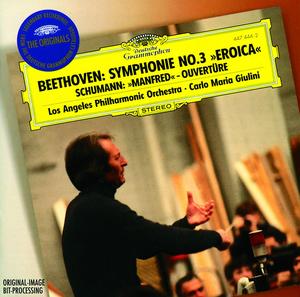 THE ORIGINALS
Deutsche
Grammophon
447 444-2
BEETHOVEN: SYMPHONIE NO.3 »EROICA«
SCHUMANN: »MANFRED«-OUVERTÜRE
Los Angeles Philharmonic Orchestra · Carlo Maria Giulini
STEREO
ORIGINAL-IMAGE
BIT-PROCESSING